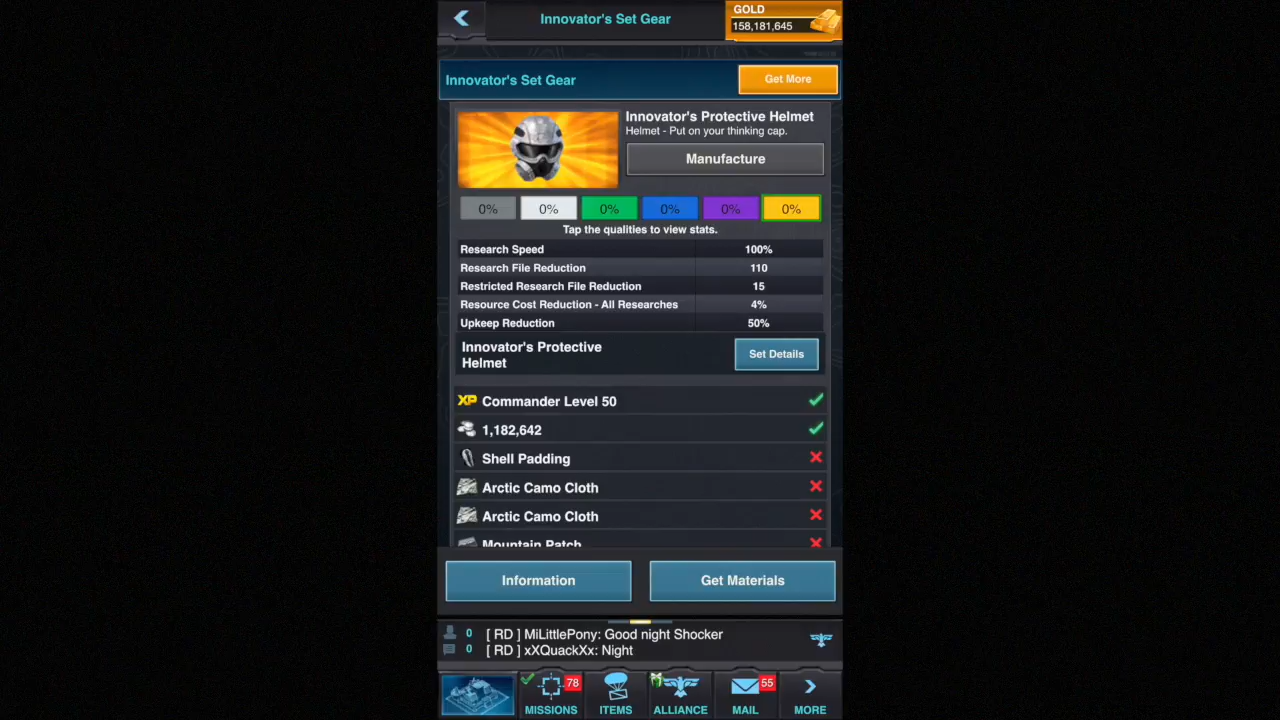 Innovator's Set Gear
GOLD
158,181,645
Innovator's Set Gear
Get More
Innovator's Protective Helmet
Helmet - Put on your thinking cap.
Manufacture
0% 0% 0% 0% 0% 0%
Tap the qualities to view stats.
Research Speed 100%
Research File Reduction 110
Restricted Research File Reduction 15
Resource Cost Reduction - All Researches 4%
Upkeep Reduction 50%
Innovator's Protective
Helmet
Set Details
XP Commander Level 50
1,182,642
Shell Padding
Arctic Camo Cloth
Arctic Camo Cloth
Mountain Patch
Information
Get Materials
0 [ RD ] MiLittlePony: Good night Shocker
0 [ RD ] xXQuackXx: Night
78
55
MISSIONS ITEMS ALLIANCE MAIL MORE